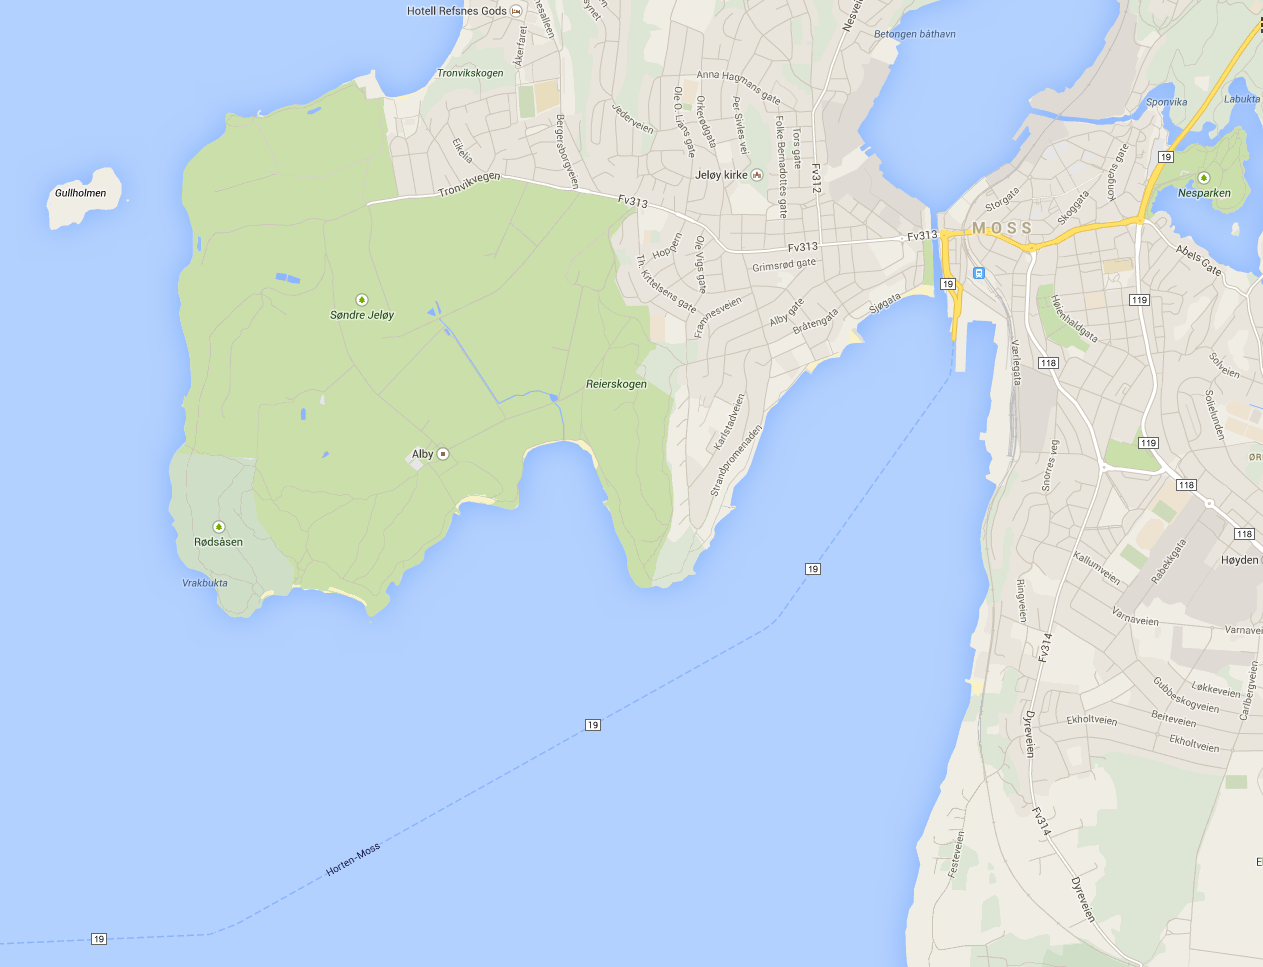 Hotell Refsnes Gods
Åkerfaret
Nesveie
Betongen båthavn
Tronvikskogen
Anna Hagmans gate
Sponvika
Labukta
Jederveien
Ole O. Lians gate
Orkerødgata
Per Sivles vei
Folke Bernadottes gate
Tors gate
Fv312
Eikelia
Bergersborgveien
Jeløy kirke
19
Kongens gate
Nesparken
Gullholmen
Tronvikvegen
Fv313
Storgata
Skoggata
MOSS
Hoppern
Ole Vigs gate
Fv313
Fv313
Grimsrød gate
Abels Gate
Th. Kittelsens gate
19
119
Søndre Jeløy
Framnesveien
Alby gate
Bråtengata
Sjøgata
Hørenhaldgata
Værlegata
118
Solveien
Reierskogen
Karlstadveien
Strandpromenaden
Solielunden
119
Alby
Snorres veg
118
Rødsåsen
118
Høyden
Rabekkgata
Kallumveien
Vrakbukta
19
Ringveien
Varnaveien
Varnavei
Fv314
Løkkeveien
Gubbeskogveien
Carlbergveien
19
Dyreveien
Ekholtveien
Beiteveien
Ekholtveien
Fv314
Horten-Moss
Festeveien
Dyreveien
19